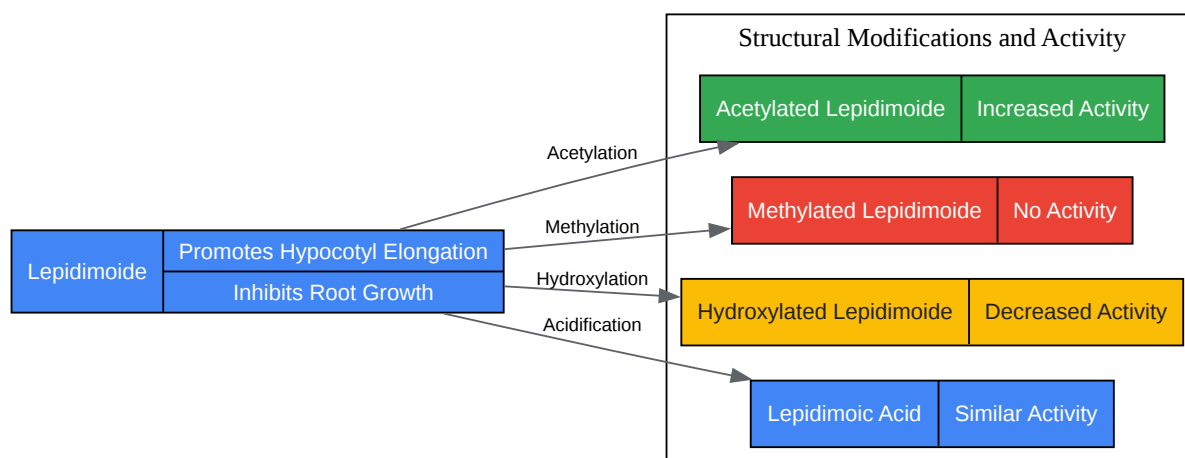 Structural Modifications and Activity
Acetylated Lepidimoide
Increased Activity
Acetylation
Methylated Lepidimoide
No Activity
Methylation
Lepidimoide
Promotes Hypocotyl Elongation
Inhibits Root Growth
Hydroxylation
Hydroxylated Lepidimoide
Decreased Activity
Acidification
Lepidimoic Acid
Similar Activity